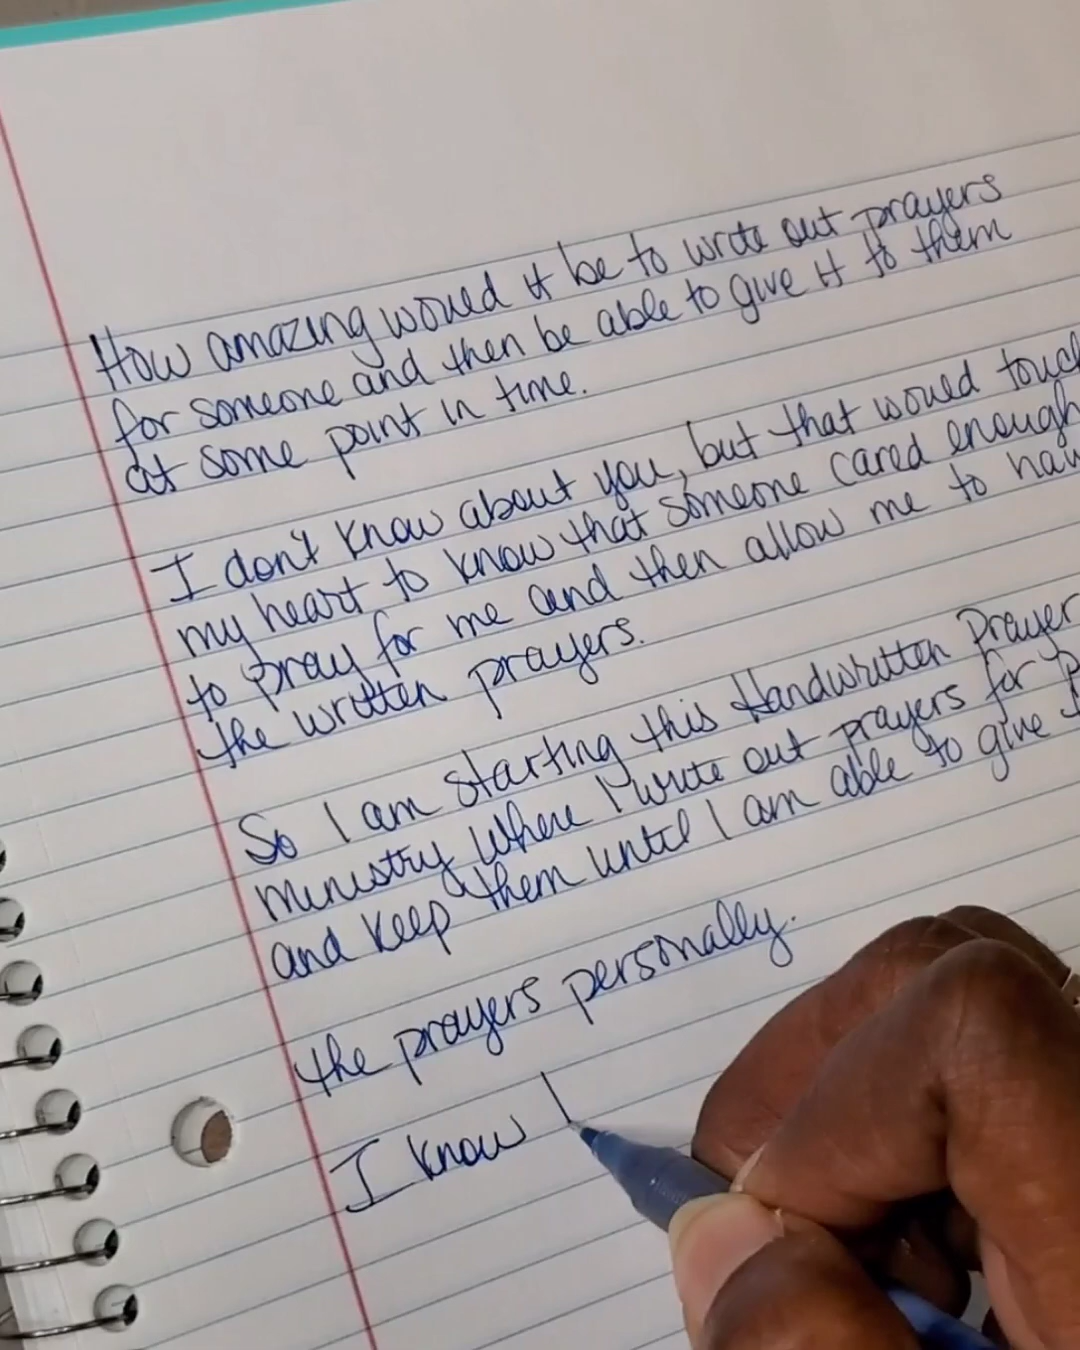 How amazing would it be to write out prayers
for someone and then be able to give it to them
at some point in time.
I don't know about you, but that would touch
my heart to know that someone cared enough
to pray for me and then allow me to have
the written prayers.
So I am starting this Handwritten Prayer
ministry where I write out prayers for
and keep them until I am able to give
the prayers personally.
I know I